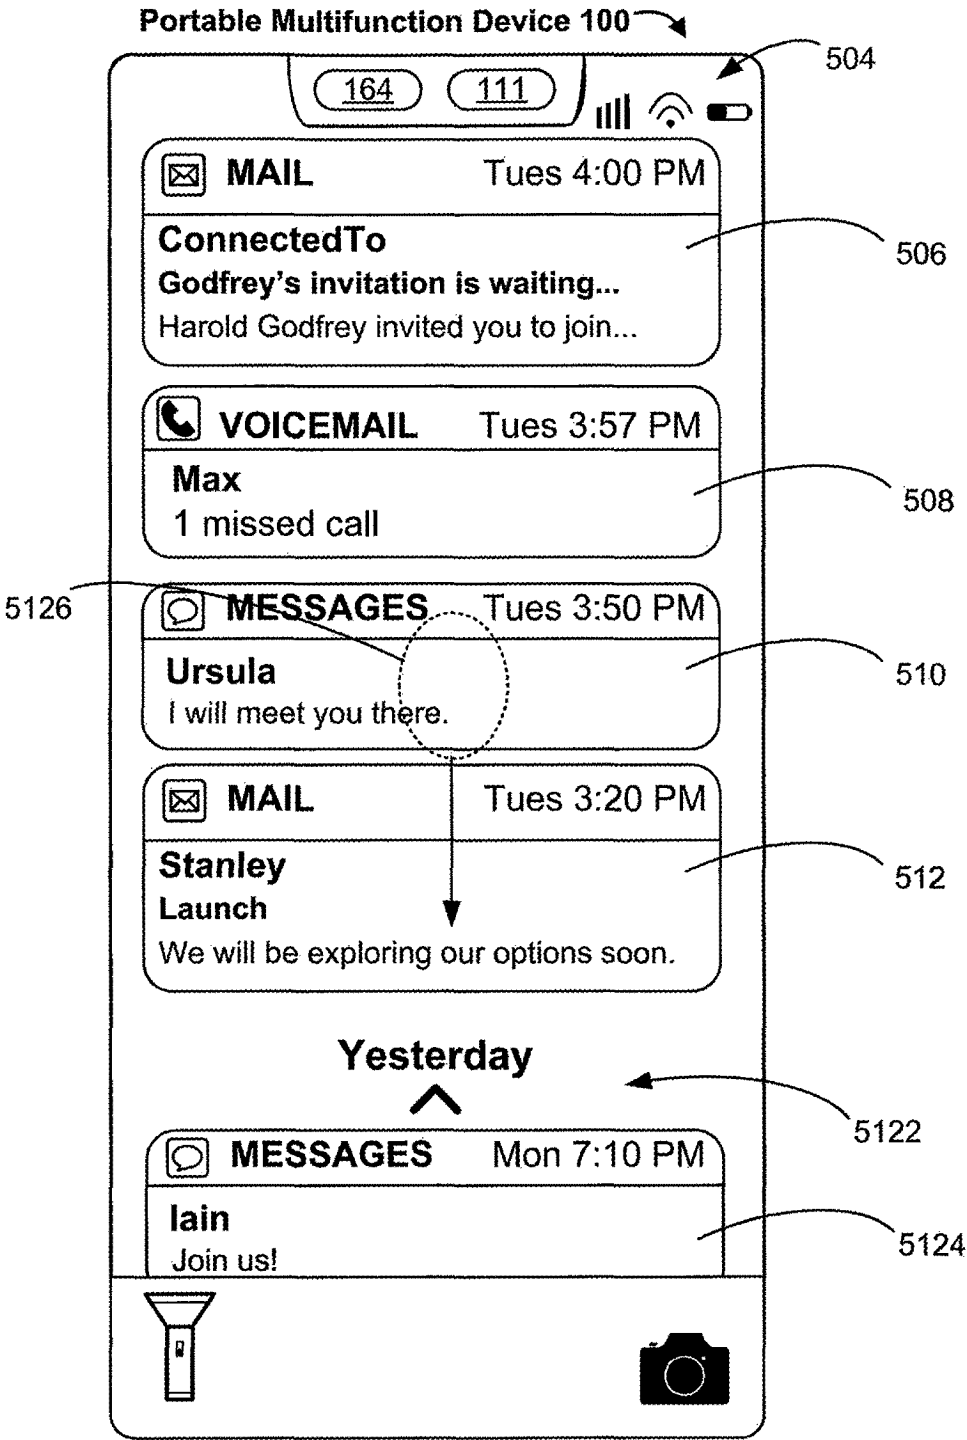 Portable Multifunction Device 100
504
164 111
MAIL Tues 4:00 PM
ConnectedTo
506
Godfrey's invitation is waiting...
Harold Godfrey invited you to join...
VOICEMAIL Tues 3:57 PM
Max
508
1 missed call
5126
MESSAGES Tues 3:50 PM
Ursula
510
I will meet you there.
MAIL Tues 3:20 PM
Stanley
512
Launch
We will be exploring our options soon.
Yesterday
5122
MESSAGES Mon 7:10 PM
Iain
5124
Join us!